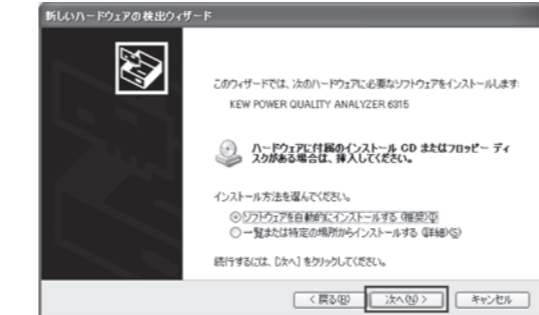 新しいハードウェアの検出ウィザード
このウィザードでは、次のハードウェアに必要なソフトウェアをインストールします:
KEW POWER QUALITY ANALYZER 6315
ハードウェアに付属のインストール CD またはフロッピー ディ
スクがある場合は、挿入してください。
インストール方法を選んでください。
ソフトウェアを自動的にインストールする (推奨)(I)
一覧または特定の場所からインストールする (詳細)(S)
続行するには、[次へ] をクリックしてください。
< 戻る(B)
次へ(N) >
キャンセル